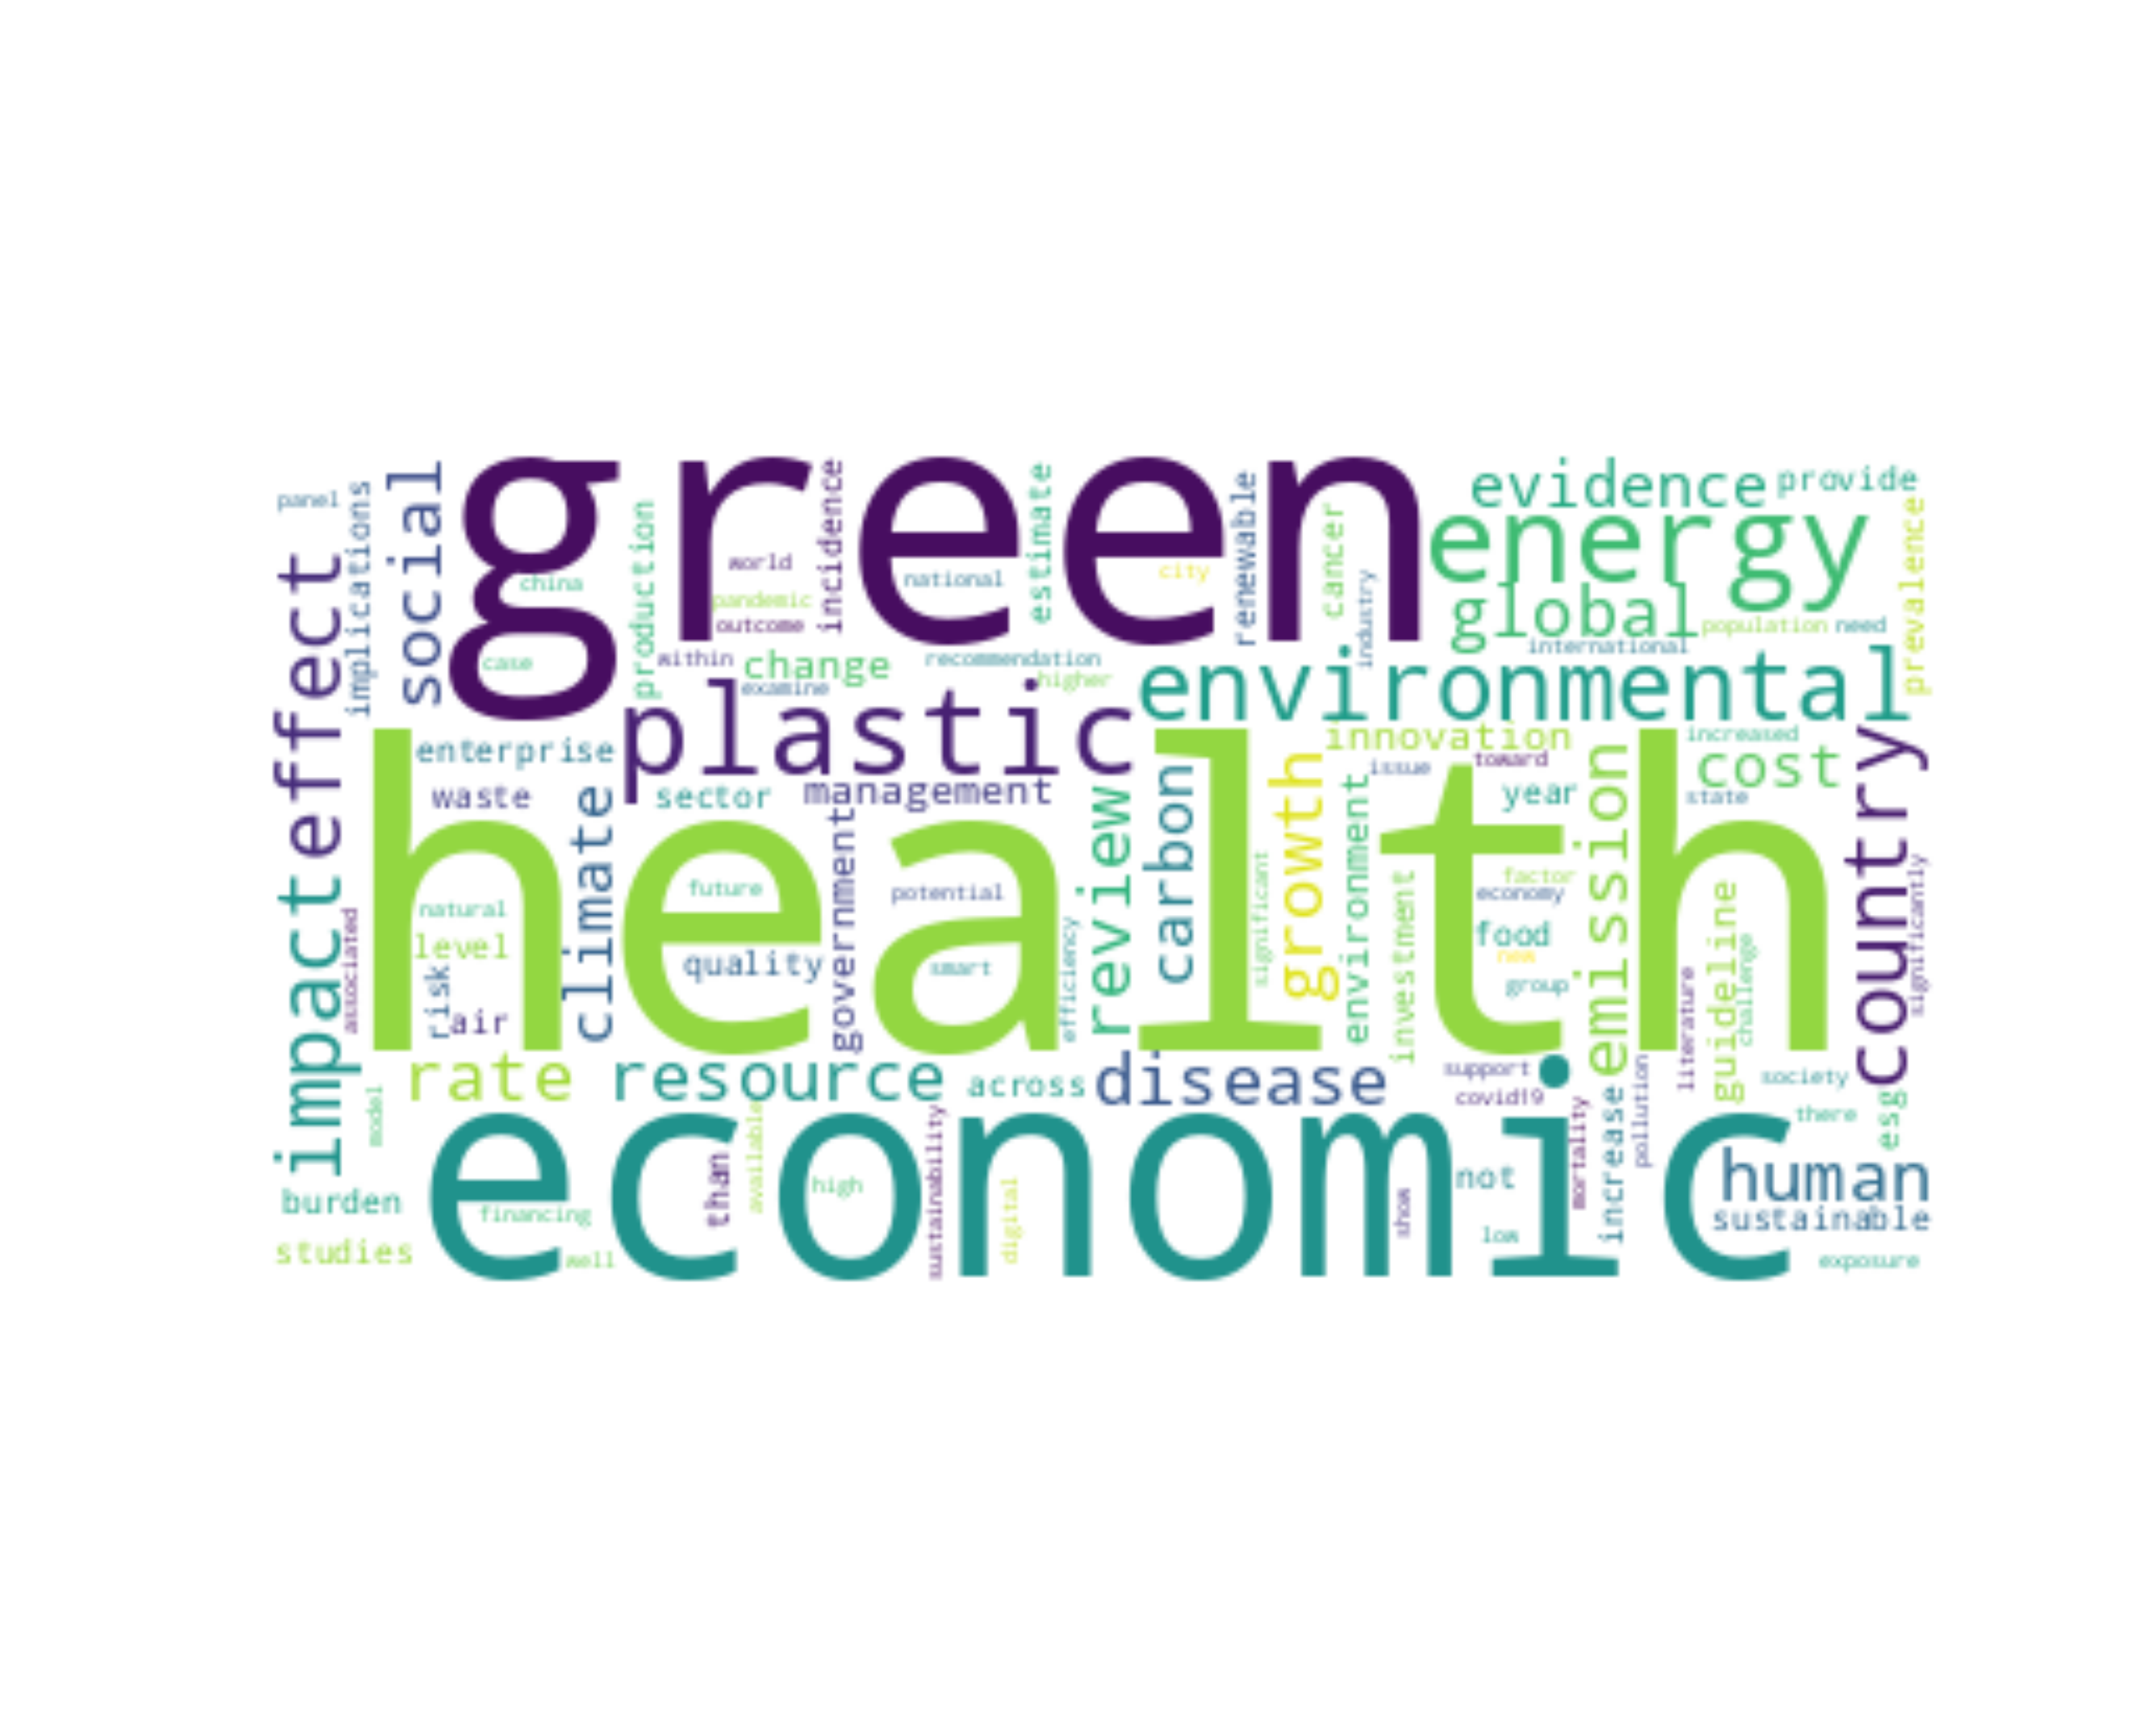 green
health
economic
plastic
energy
environmental
evidence
provide
global
population
need
international
prevalence
panel
implications
social
effect
impact
china
case
production
world
pandemic
outcome
incidence
national
estimate
city
renewable
cancer
industry
within
change
examine
recommendation
higher
enterprise
waste
sector
management
innovation
issue
toward
increased
cost
year
state
country
climate
government
review
carbon
growth
environment
emission
future
potential
natural
level
risk
air
quality
smart
efficiency
significant
investment
factor
economy
food
new
group
guideline
challenge
literature
significantly
associated
rate
resource
across
disease
support
covid19
society
there
esg
pollution
model
available
than
high
sustainability
digital
show
not
low
mortality
increase
human
sustainable
exposure
burden
financing
studies
well